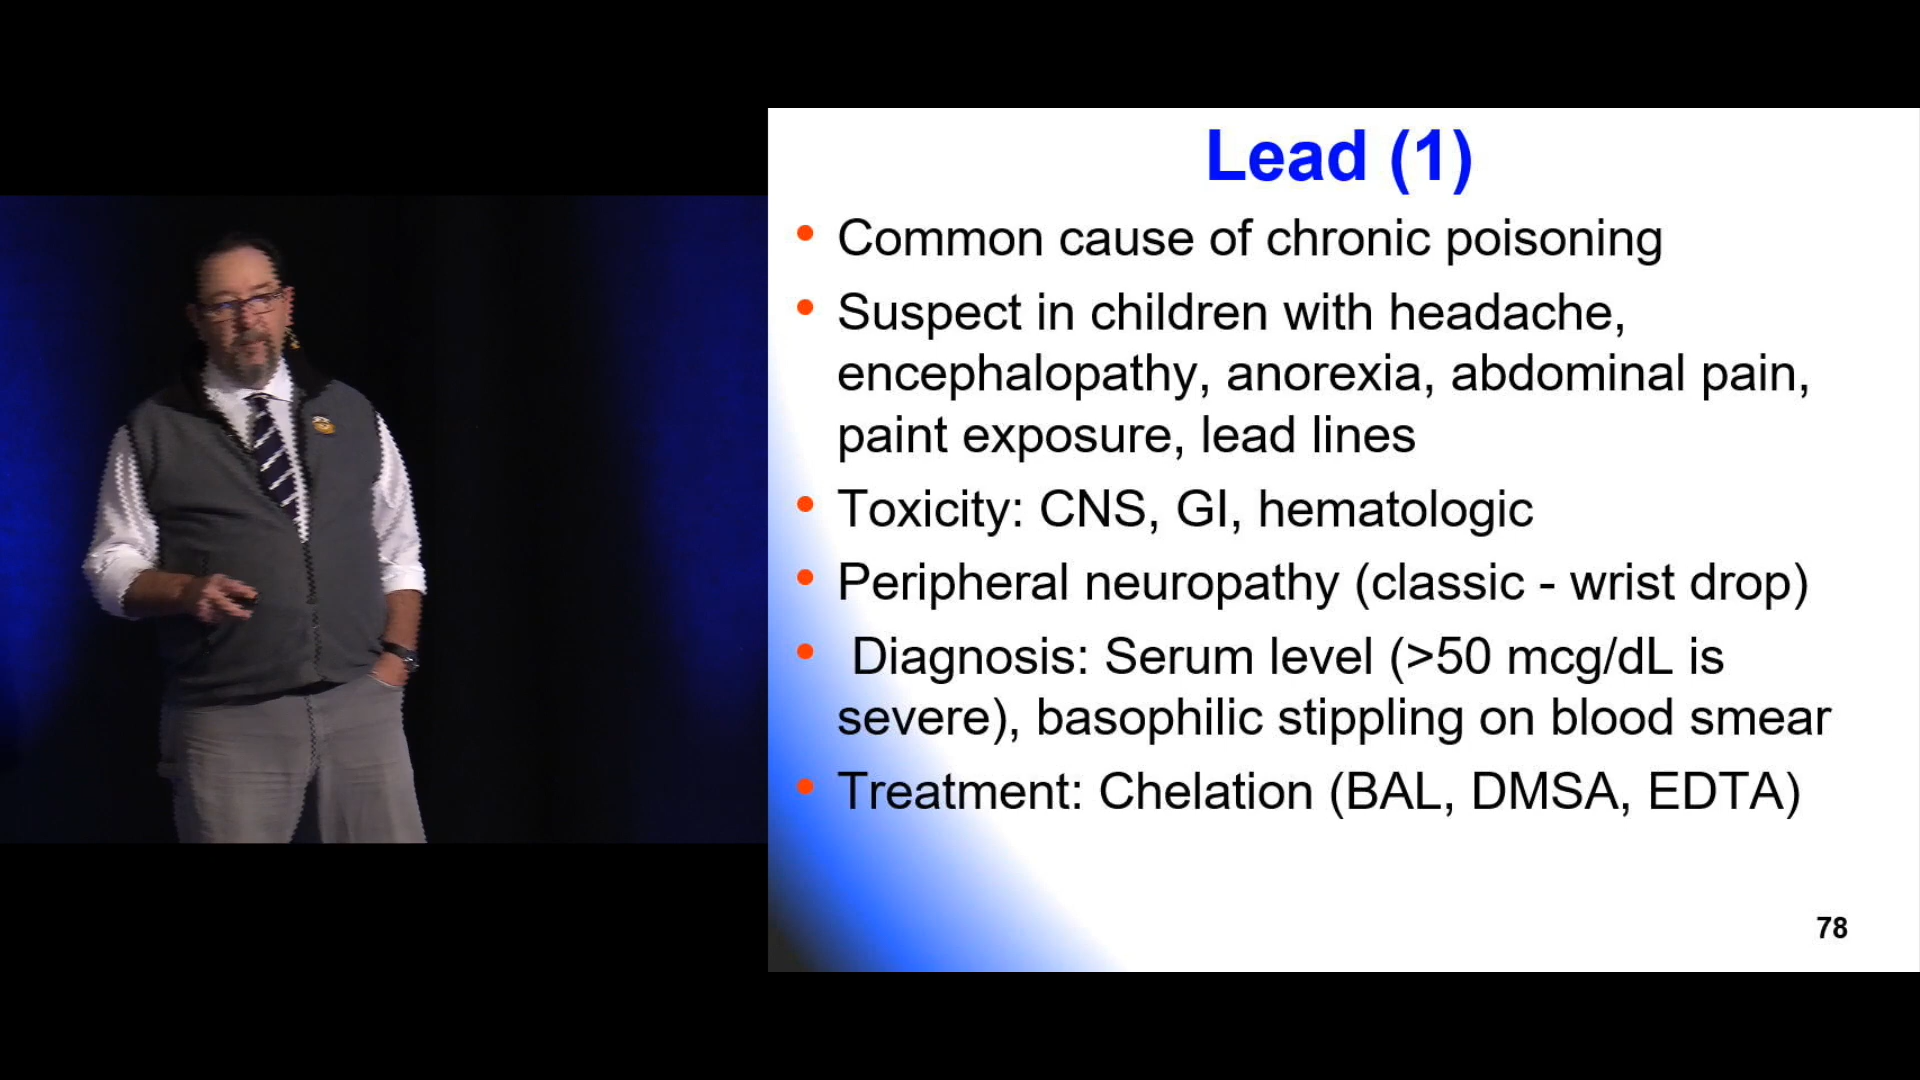 Lead (1)
• Common cause of chronic poisoning
• Suspect in children with headache,
encephalopathy, anorexia, abdominal pain,
paint exposure, lead lines
• Toxicity: CNS, GI, hematologic
• Peripheral neuropathy (classic - wrist drop)
• Diagnosis: Serum level (>50 mcg/dL is
severe), basophilic stippling on blood smear
• Treatment: Chelation (BAL, DMSA, EDTA)
78